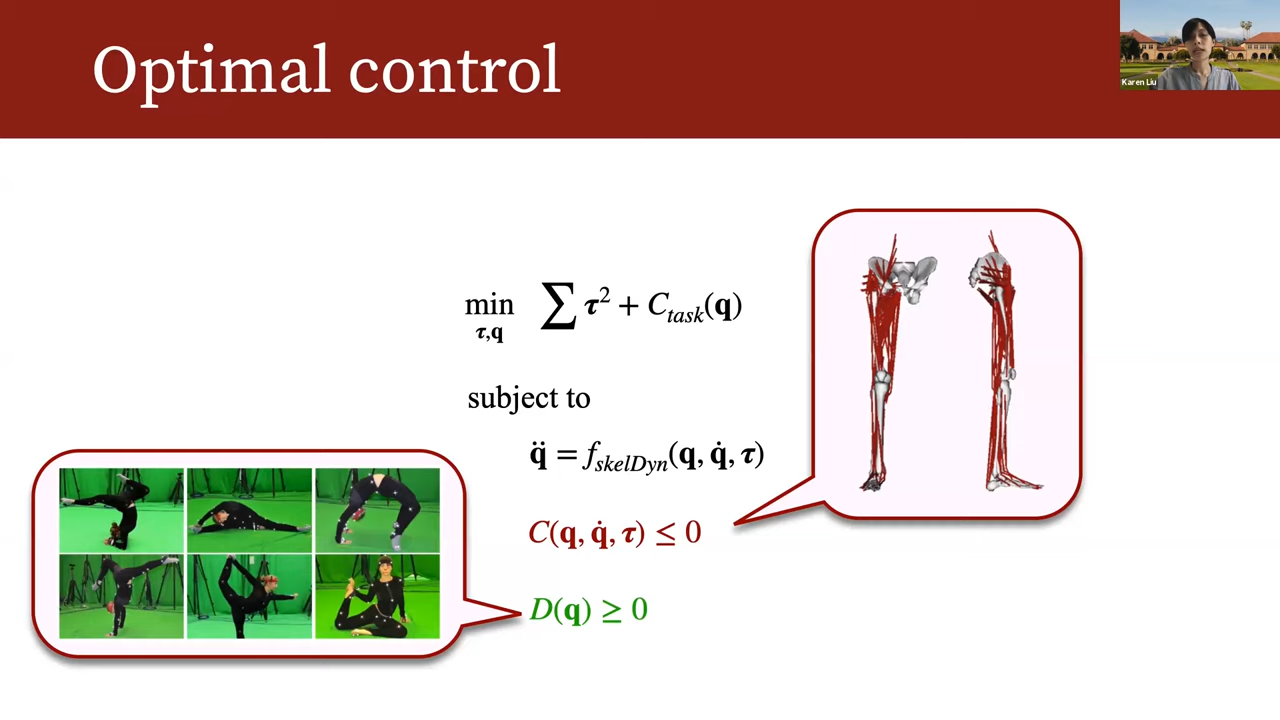 Optimal control
Karen Liu
min τ,q ∑ τ² + C_task(q)
subject to
q̈ = f_skelDyn(q, q̇, τ)
C(q, q̇, τ) ≤ 0
D(q) ≥ 0